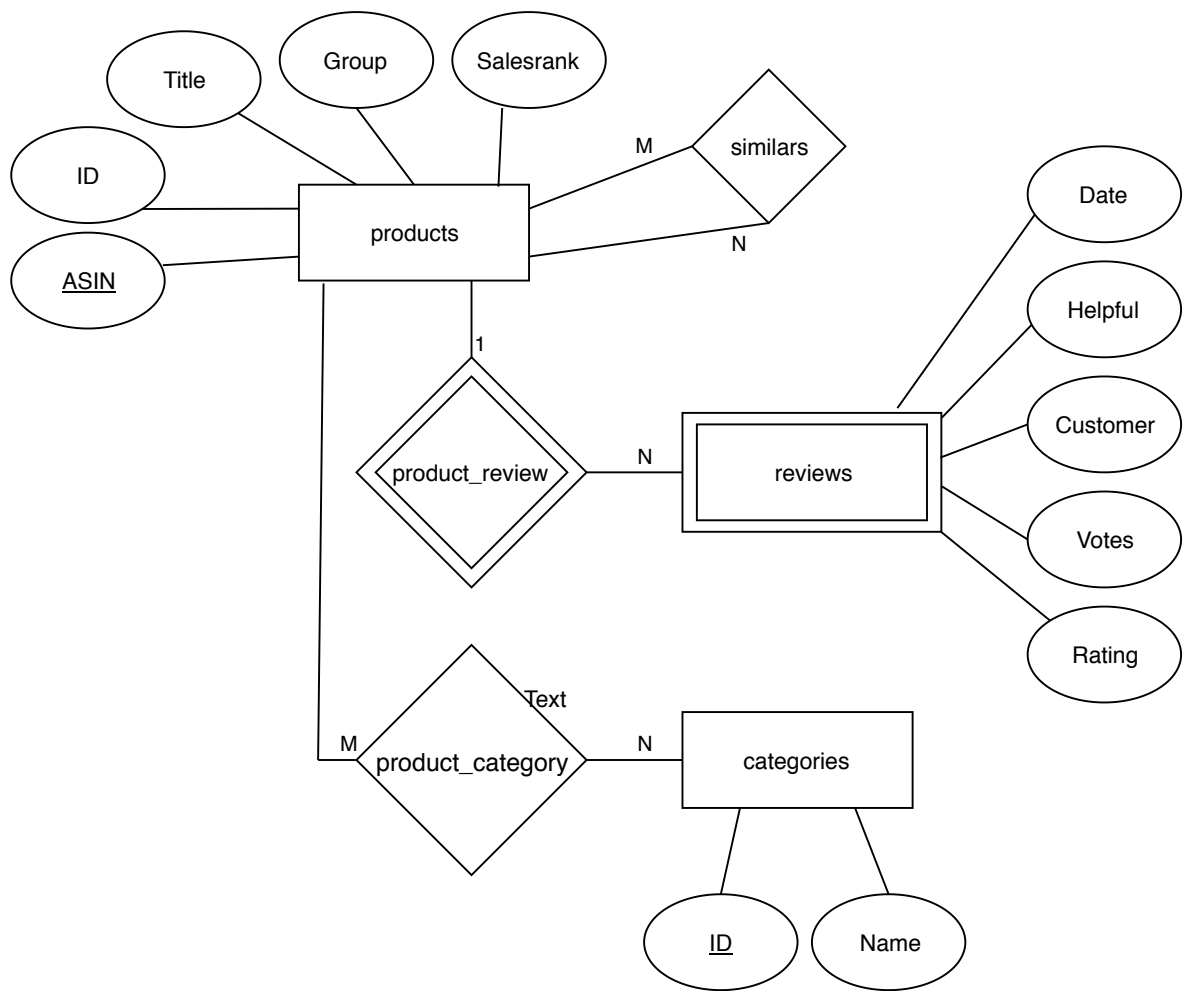 Group
Salesrank
Title
M
similars
ID
Date
products
N
ASIN
Helpful
1
Customer
N
product_review
reviews
Votes
Rating
Text
M
N
product_category
categories
ID
Name